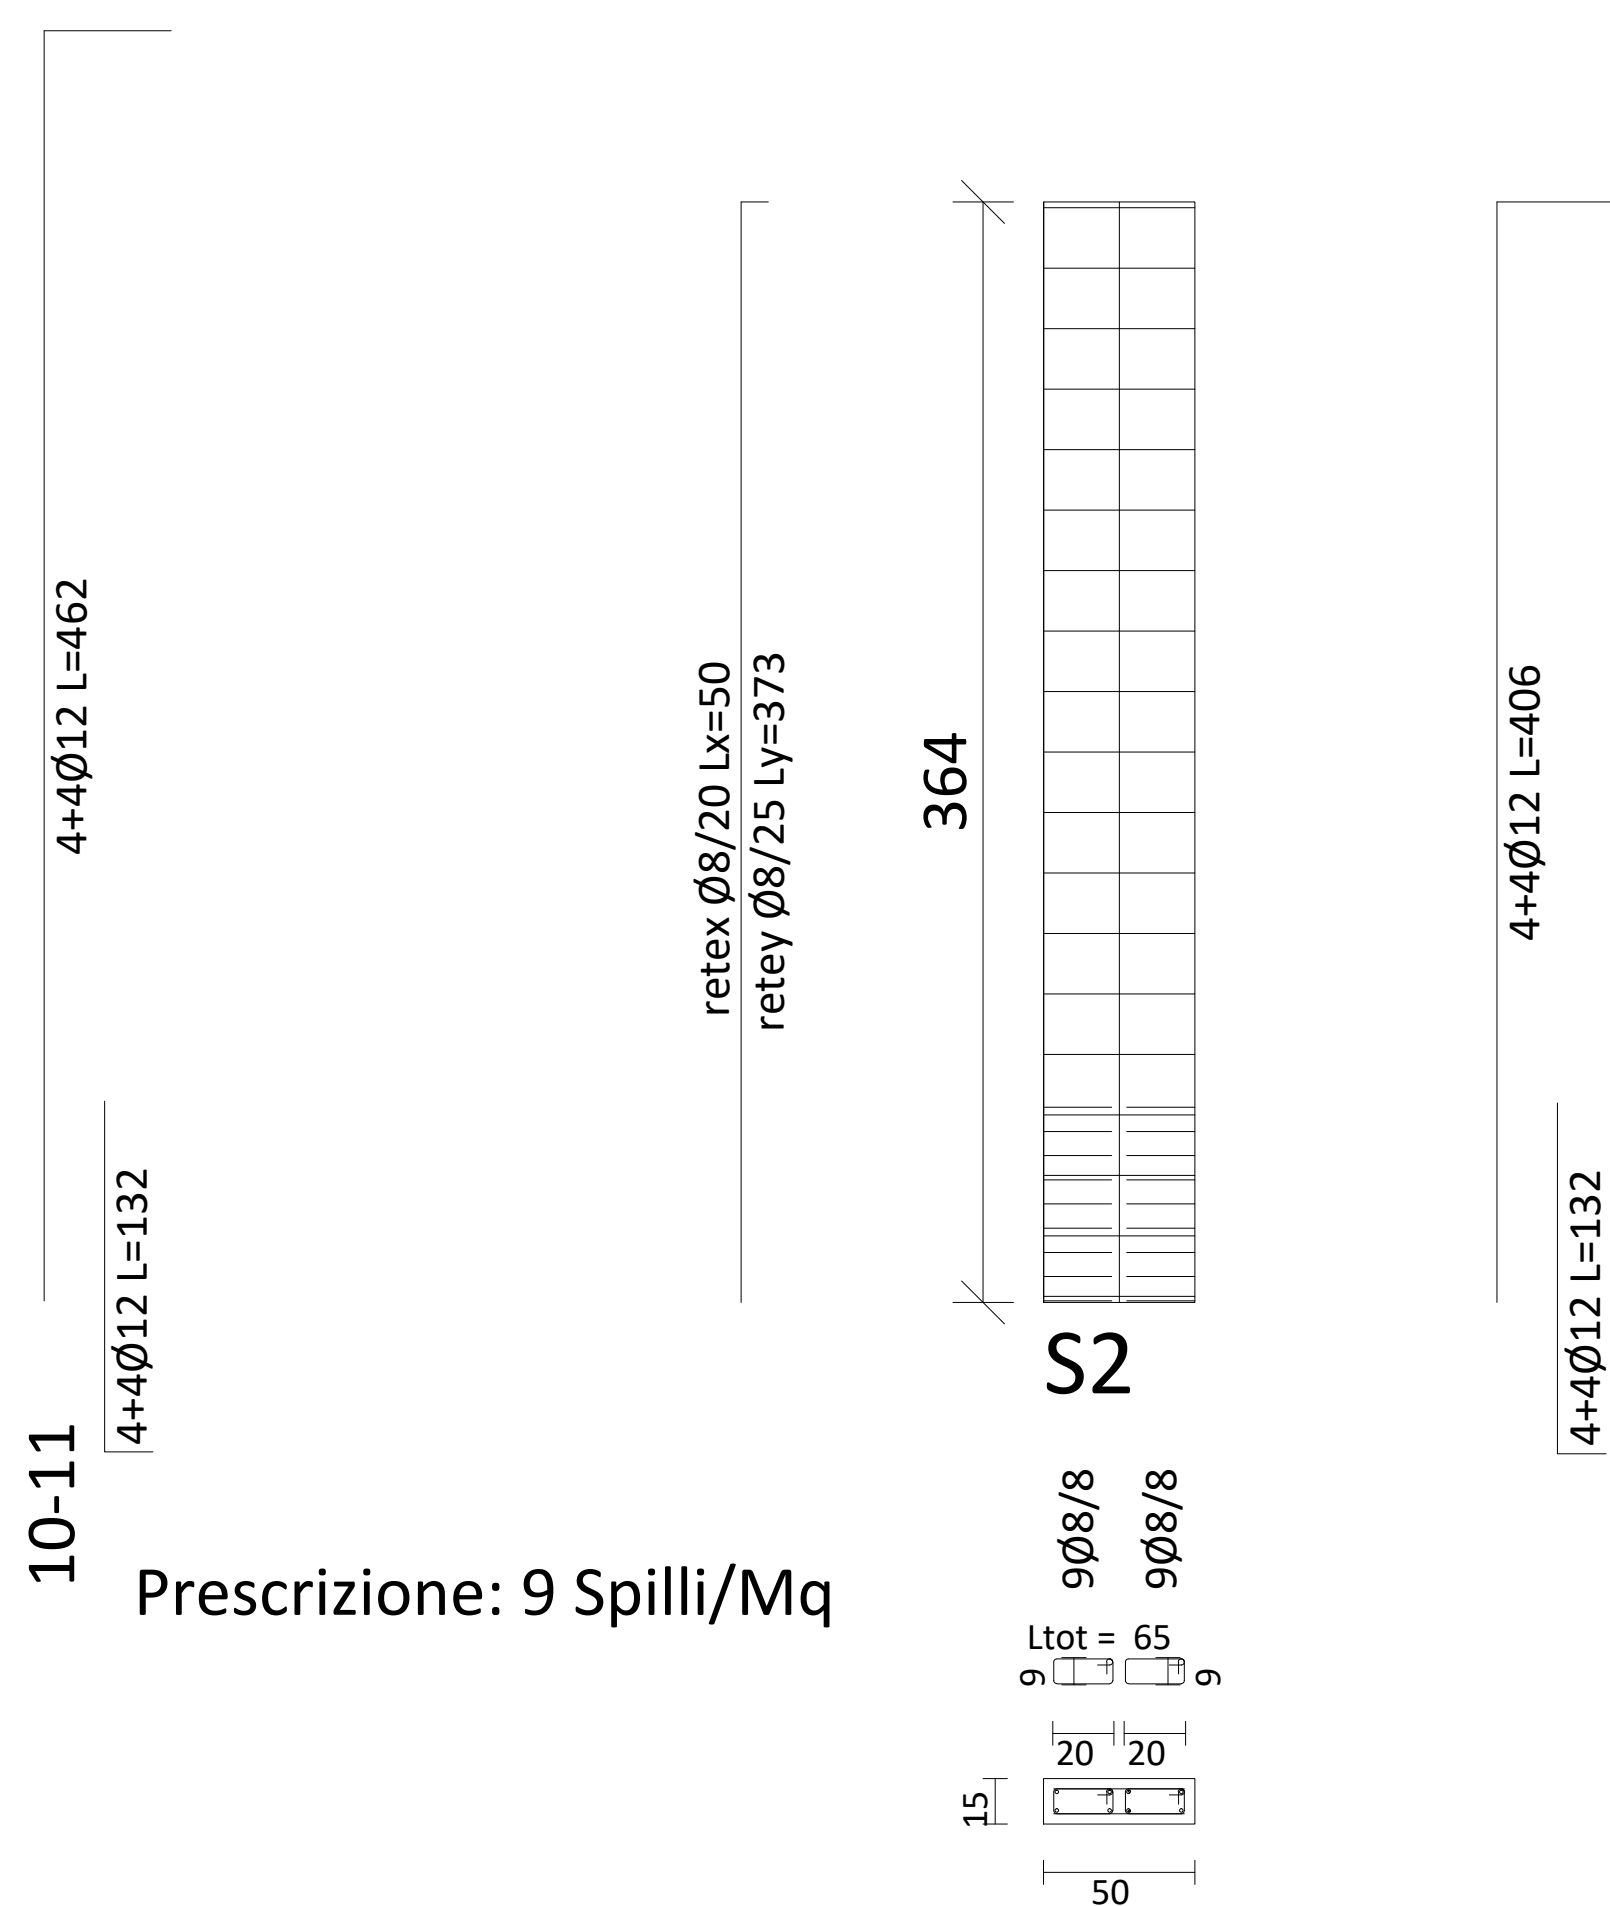 4+4Ø12 L=462
4+4Ø12 L=132
10-11
retex Ø8/20 Lx=50
retey Ø8/25 Ly=373
364
4+4Ø12 L=406
4+4Ø12 L=132
S2
9Ø8/8
9Ø8/8
Prescrizione: 9 Spilli/Mq
Ltot = 65
9
9
20
20
15
50